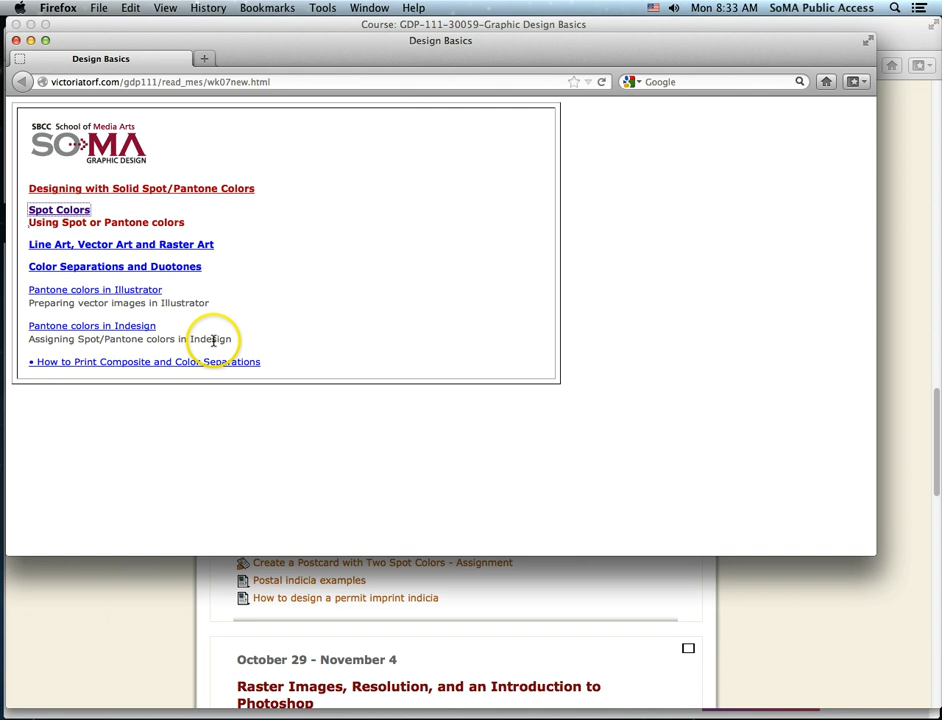 Firefox File Edit View History Bookmarks Tools Window Help Mon 8:33 AM SoMA Public Access
Course: GDP-111-30059-Graphic Design Basics
Design Basics
Design Basics
victoriatorf.com/gdp111/read_mes/wk07new.html
Google
SBCC School of Media Arts
SOMA
GRAPHIC DESIGN
Designing with Solid Spot/Pantone Colors
Spot Colors
Using Spot or Pantone colors
Line Art, Vector Art and Raster Art
Color Separations and Duotones
Pantone colors in Illustrator
Preparing vector images in Illustrator
Pantone colors in Indesign
Assigning Spot/Pantone colors in Indesign
• How to Print Composite and Color Separations
Create a Postcard with Two Spot Colors - Assignment
Postal indicia examples
How to design a permit imprint indicia
October 29 - November 4
Raster Images, Resolution, and an Introduction to
Photoshop